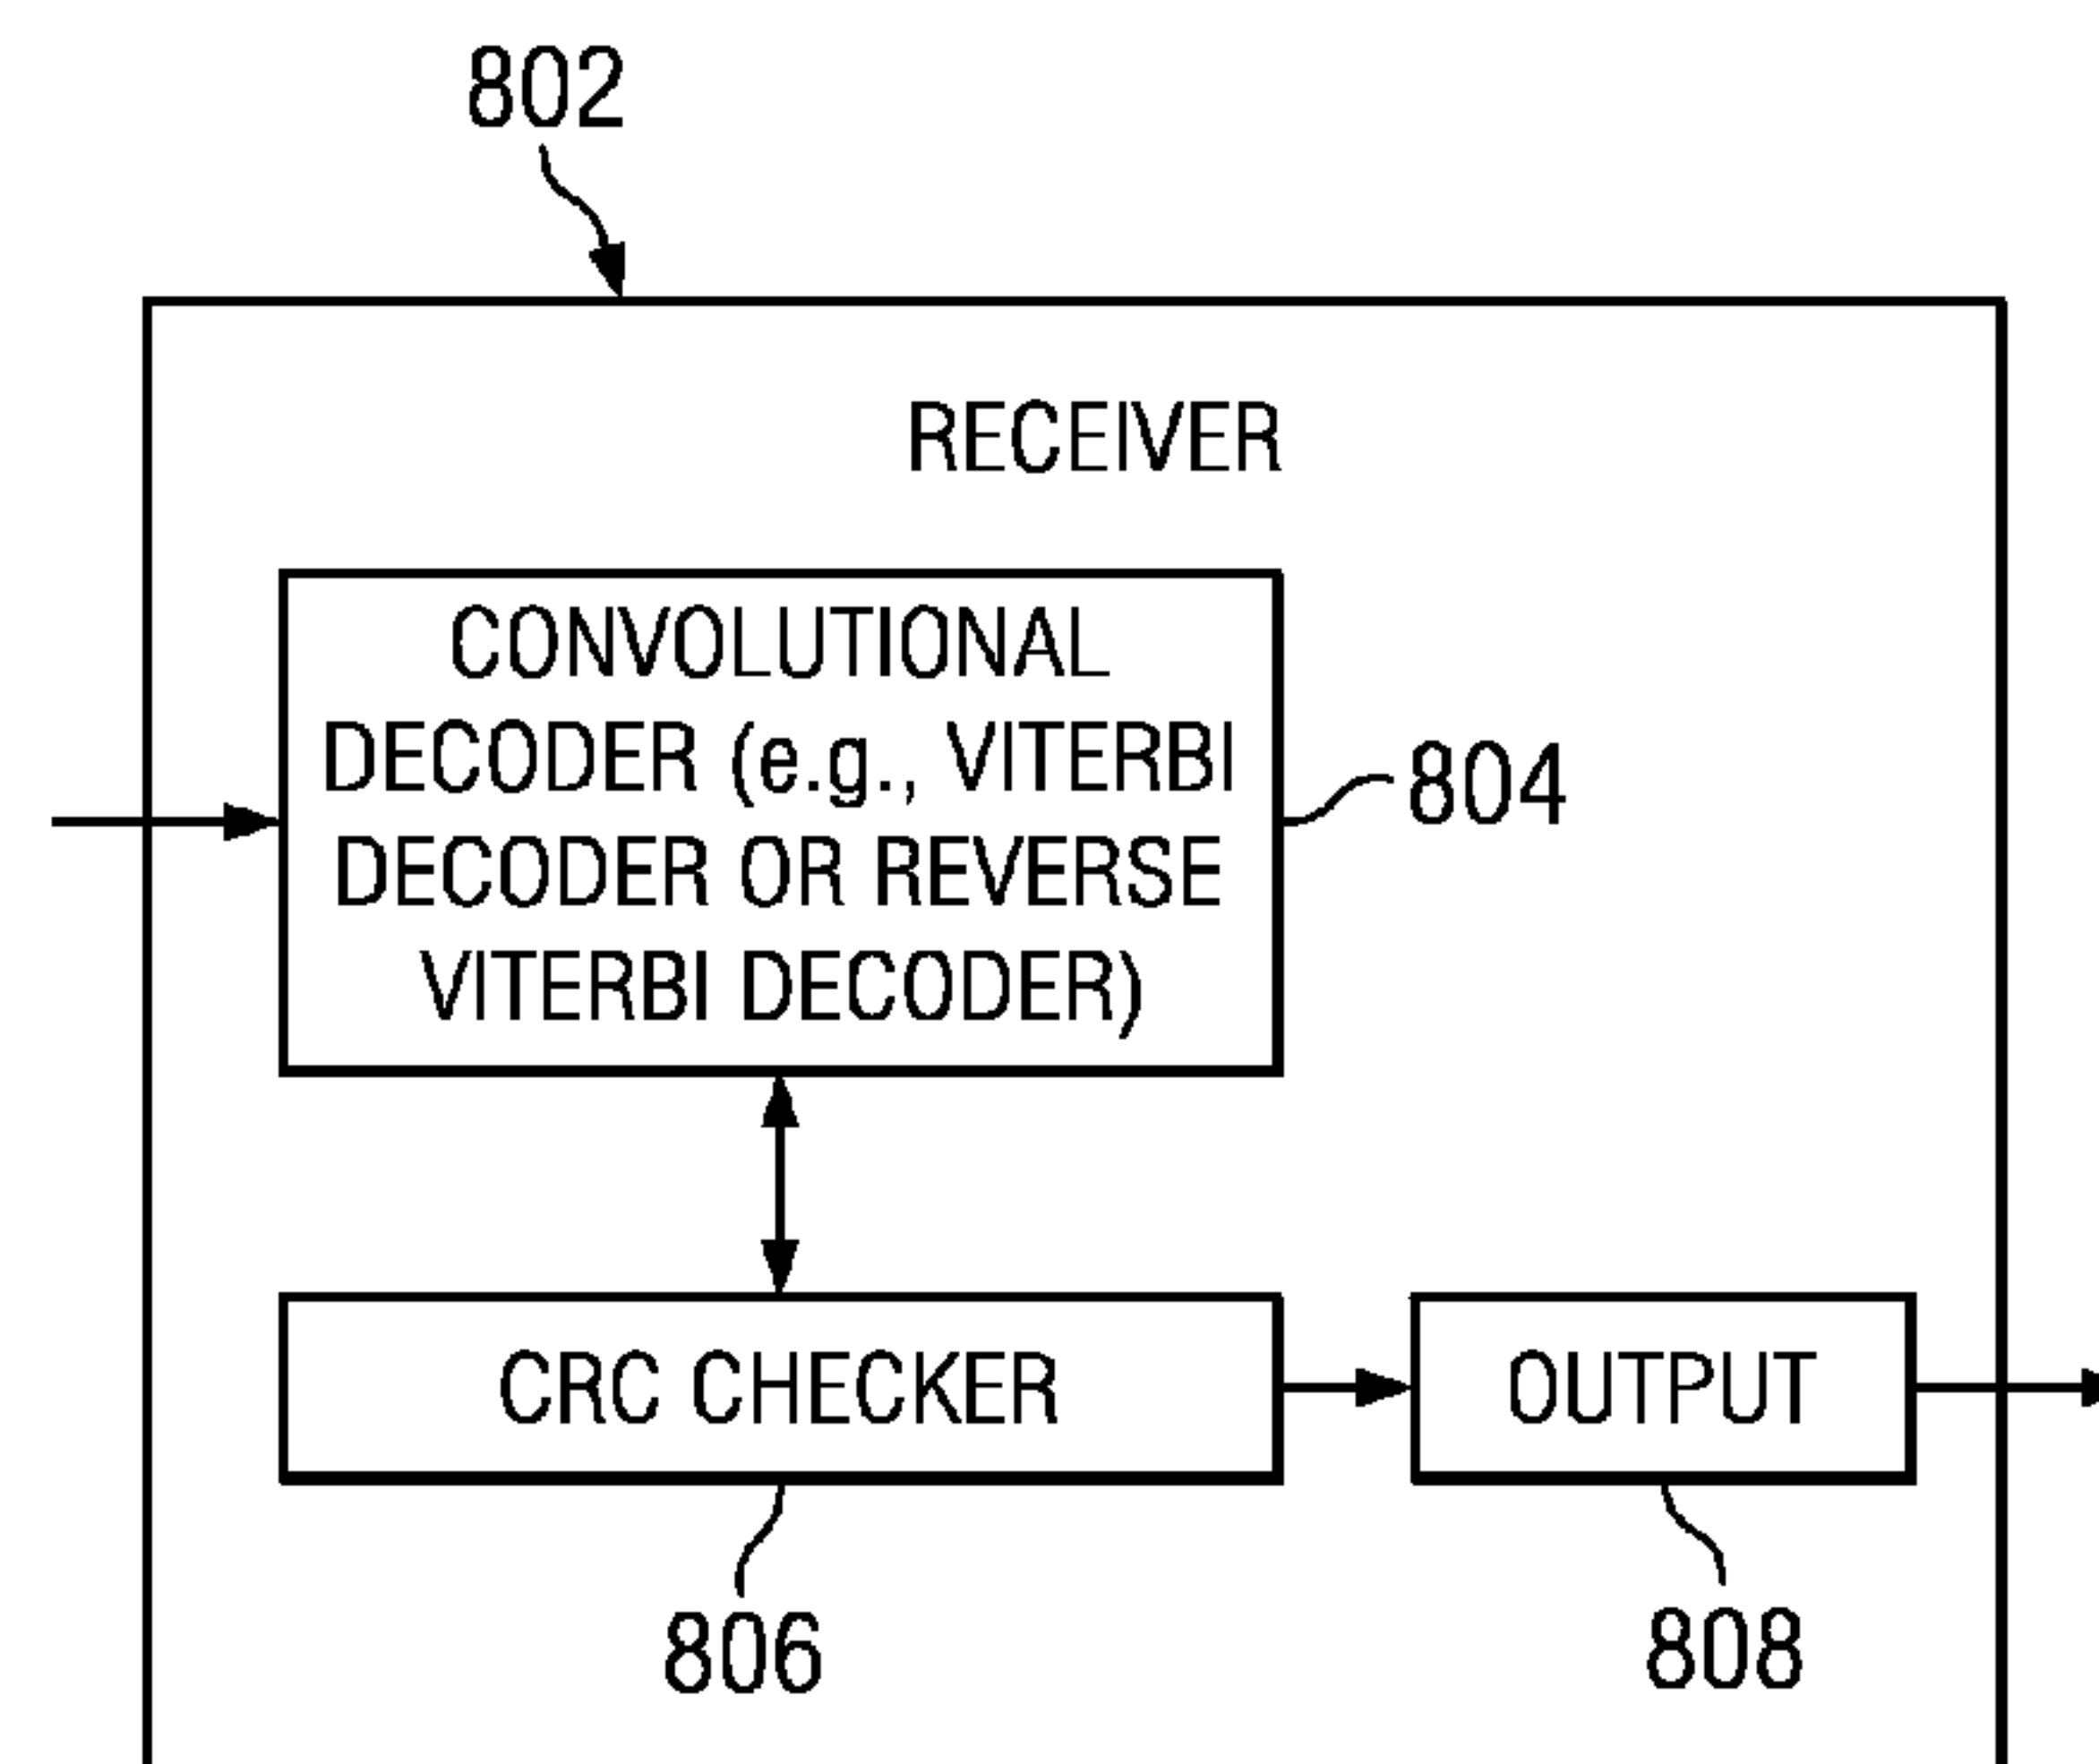 802
RECEIVER
CONVOLUTIONAL
DECODER (e.g., VITERBI
DECODER OR REVERSE
VITERBI DECODER)
804
CRC CHECKER
OUTPUT
806
808